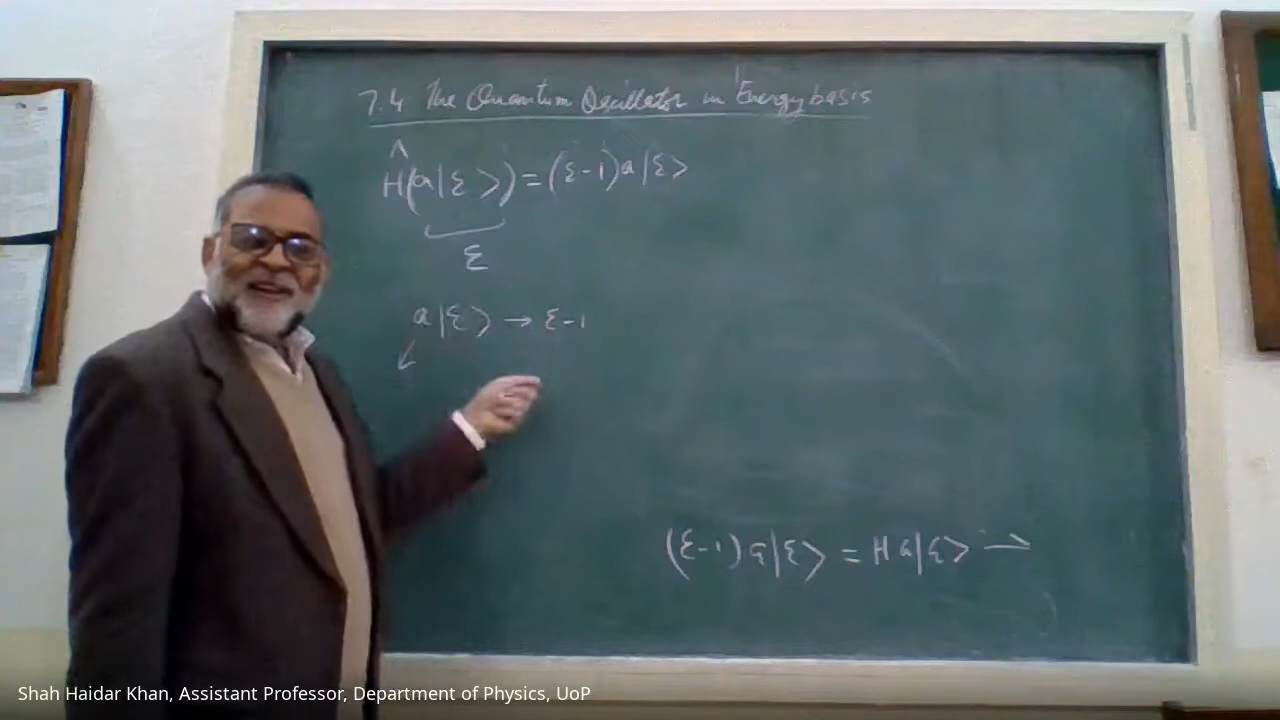 7.4 The Quantum Oscillator in Energy basis
Ĥ(a|ε>) = (ε-1)a|ε>
ε
a|ε> → ε-1
(ε-1)a|ε> = H a|ε> →
Shah Haidar Khan, Assistant Professor, Department of Physics, UoP